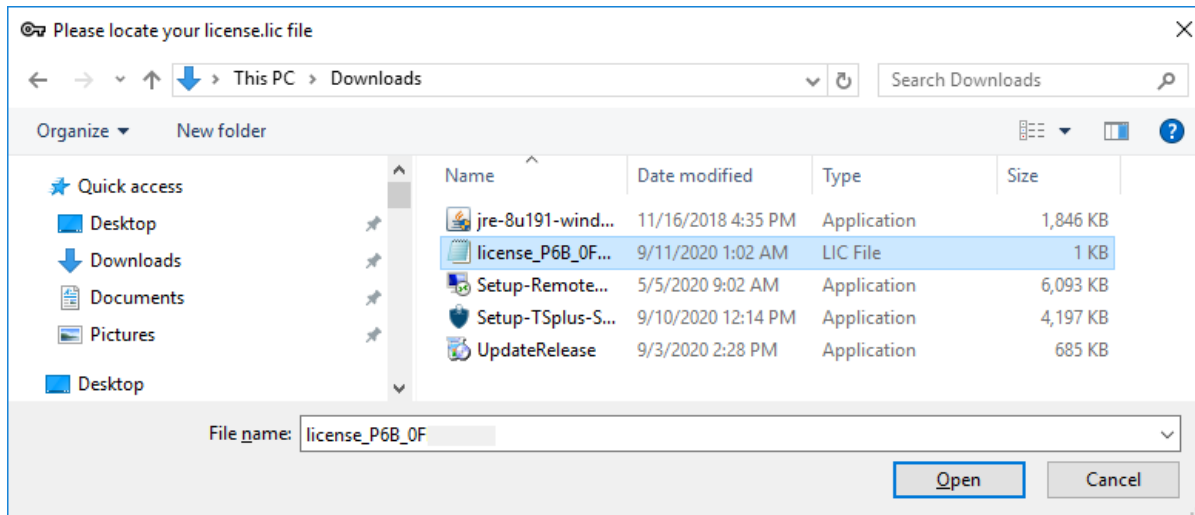 Please locate your license.lic file
This PC > Downloads
Search Downloads
Organize
New folder
Quick access
Desktop
Downloads
Documents
Pictures
Desktop
Name Date modified Type Size
jre-8u191-wind... 11/16/2018 4:35 PM Application 1,846 KB
license_P6B_0F... 9/11/2020 1:02 AM LIC File 1 KB
Setup-Remote... 5/5/2020 9:02 AM Application 6,093 KB
Setup-TSplus-S... 9/10/2020 12:14 PM Application 4,197 KB
UpdateRelease 9/3/2020 2:28 PM Application 685 KB
File name: license_P6B_0F
Open Cancel